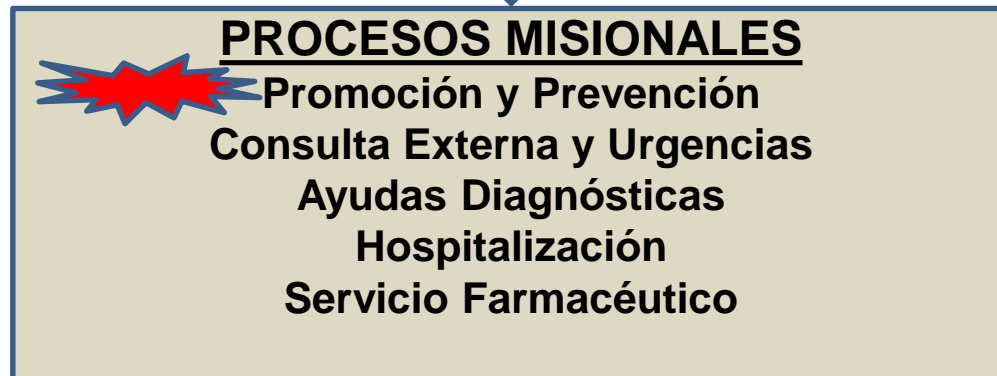 PROCESOS MISIONALES
Promoción y Prevención
Consulta Externa y Urgencias
Ayudas Diagnósticas
Hospitalización
Servicio Farmacéutico